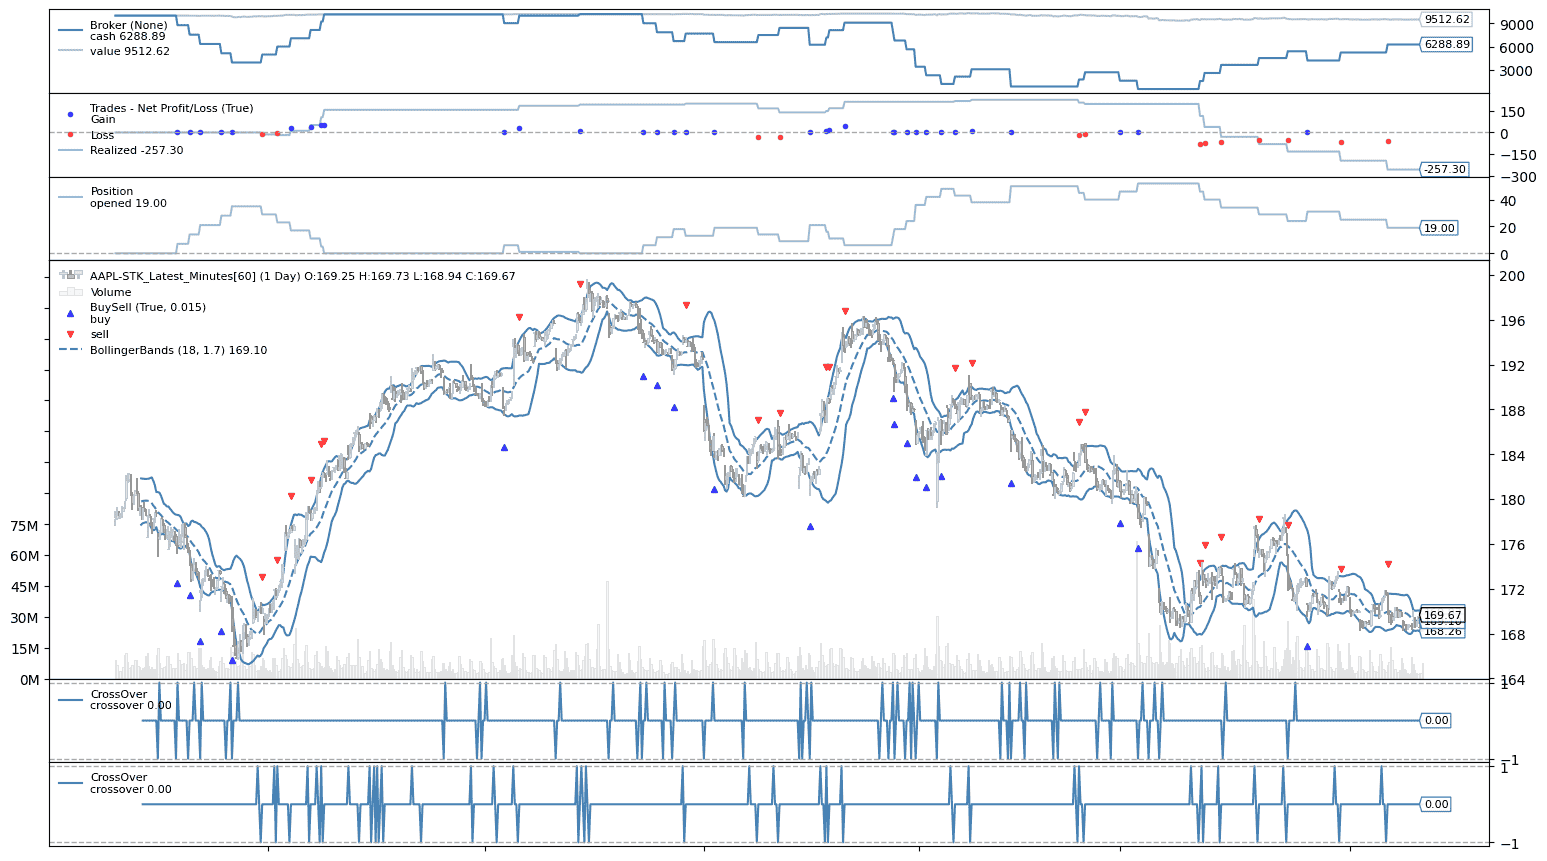 Broker (None)
cash 6288.89
value 9512.62
9512.62
6288.89
9000
6000
3000
Trades - Net Profit/Loss (True)
Gain
Loss
Realized -257.30
150
0
−150
-257.30
−300
Position
opened 19.00
40
20
19.00
0
AAPL-STK_Latest_Minutes[60] (1 Day) O:169.25 H:169.73 L:168.94 C:169.67
Volume
BuySell (True, 0.015)
buy
sell
BollingerBands (18, 1.7) 169.10
200
196
192
188
184
180
176
172
168
164
75M
60M
45M
30M
15M
0M
169.67
168.26
CrossOver
crossover 0.00
1
0.00
−1
CrossOver
crossover 0.00
1
0.00
−1